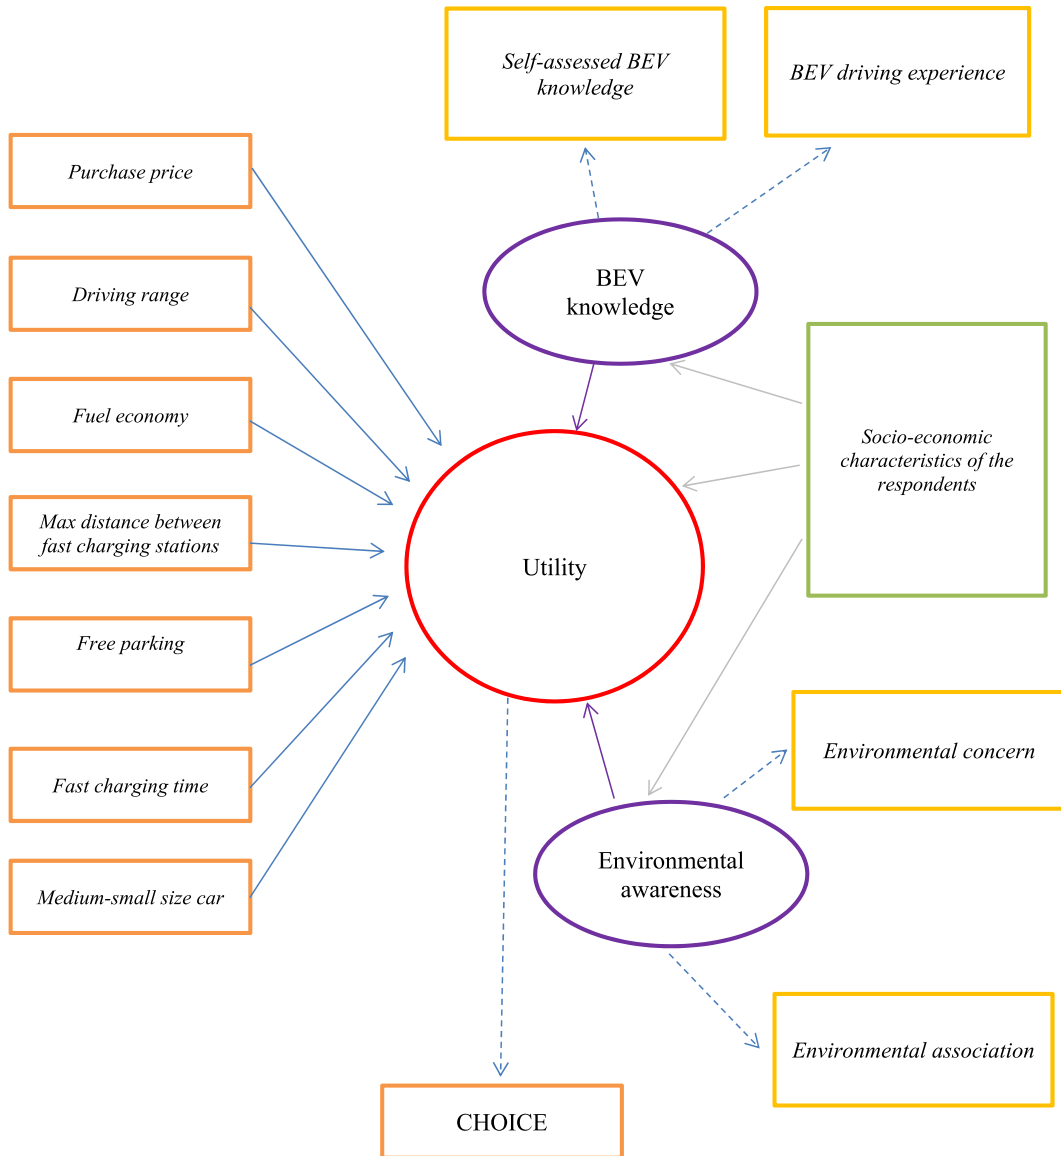 Self-assessed BEV
knowledge
BEV driving experience
Purchase price
Driving range
Fuel economy
Max distance between
fast charging stations
Free parking
Fast charging time
Medium-small size car
BEV
knowledge
Socio-economic
characteristics of the
respondents
Utility
Environmental concern
Environmental
awareness
Environmental association
CHOICE